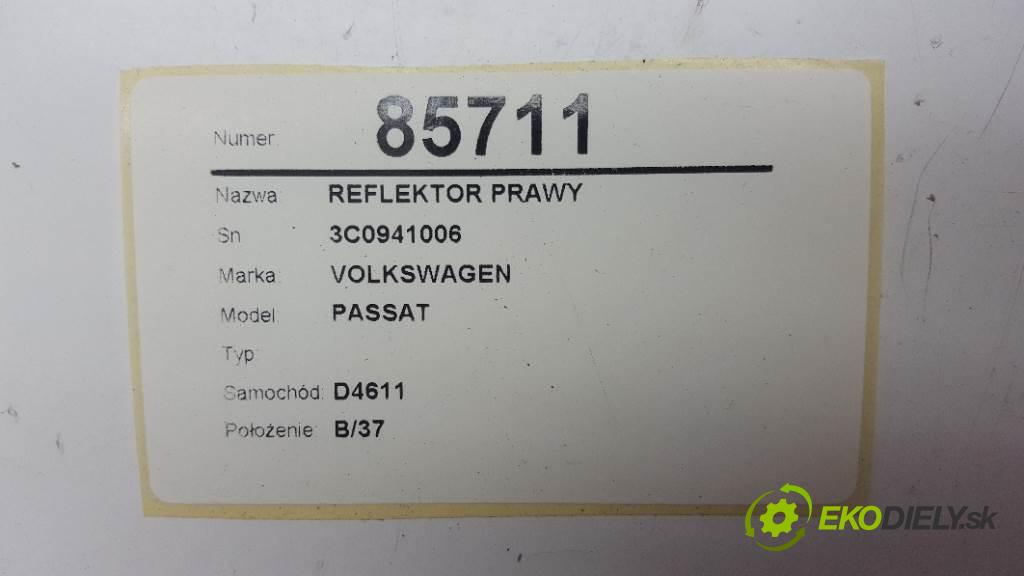 Numer: 85711
Nazwa: REFLEKTOR PRAWY
Sn 3C0941006
Marka: VOLKSWAGEN
Model PASSAT
Typ:
Samochód: D4611
Położenie: B/37
EKODIELY.sk